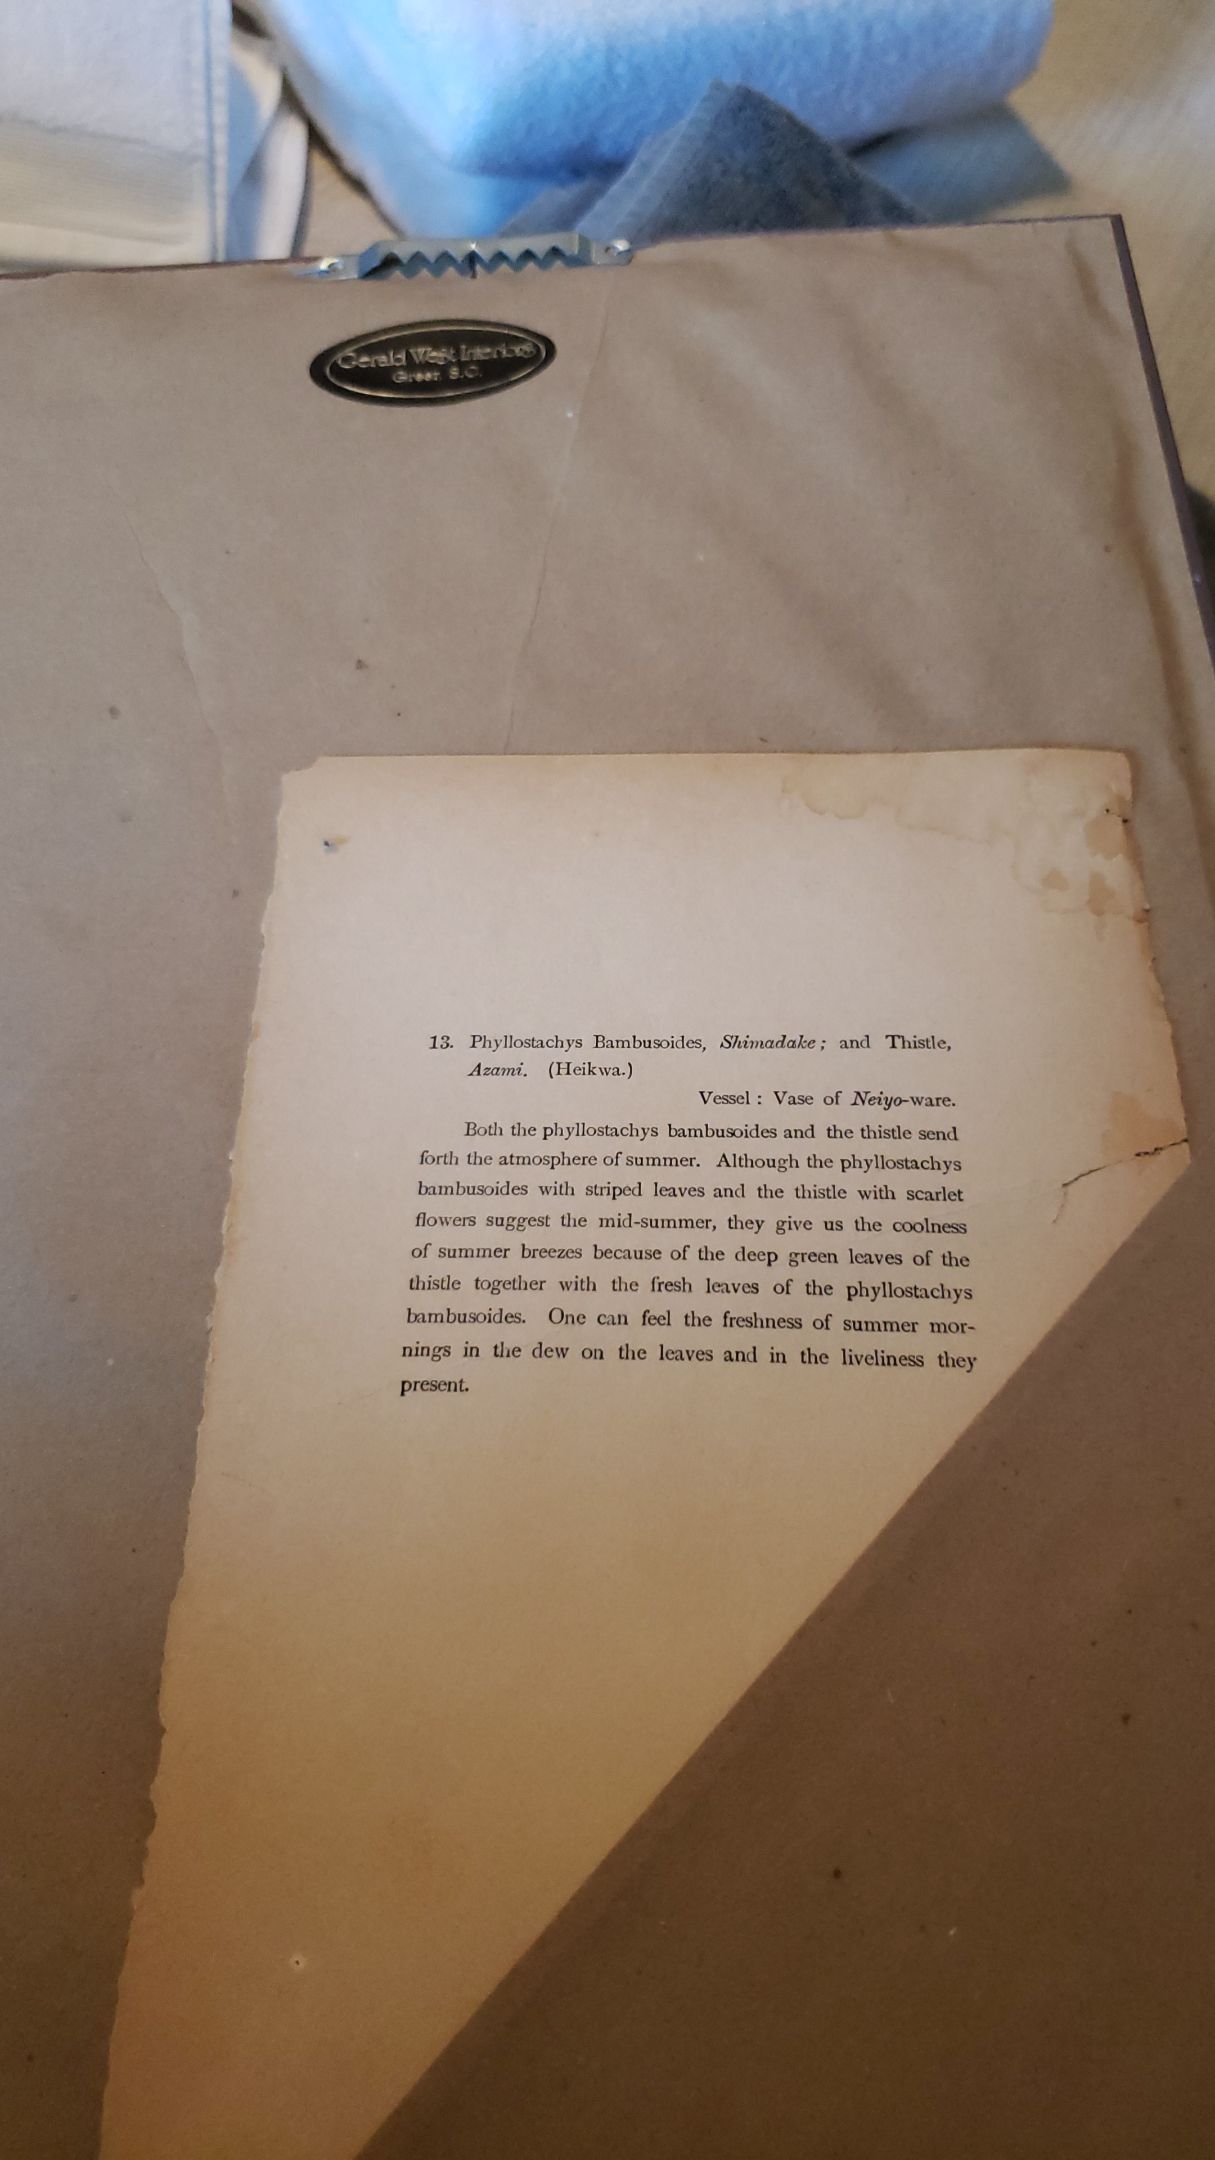 Gerald West Interiors
Greer, S.C.
13. Phyllostachys Bambusoides, Shimadake; and Thistle,
Azami. (Heikwa.)
Vessel : Vase of Neiyo-ware.
Both the phyllostachys bambusoides and the thistle send
forth the atmosphere of summer. Although the phyllostachys
bambusoides with striped leaves and the thistle with scarlet
flowers suggest the mid-summer, they give us the coolness
of summer breezes because of the deep green leaves of the
thistle together with the fresh leaves of the phyllostachys
bambusoides. One can feel the freshness of summer mor-
nings in the dew on the leaves and in the liveliness they
present.